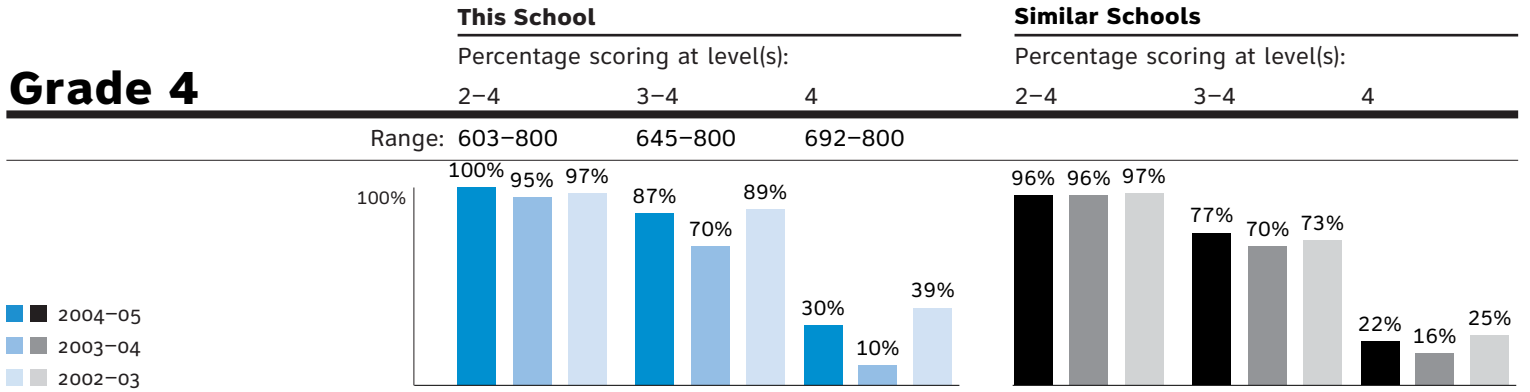 This School Similar Schools
Percentage scoring at level(s): Percentage scoring at level(s):
Grade 4 2–4 3–4 4 2–4 3–4 4
Range: 603–800 645–800 692–800
100% 95% 97% 87% 70% 89% 30% 10% 39% 96% 96% 97% 77% 70% 73% 22% 16% 25%
100%
2004–05
2003–04
2002–03